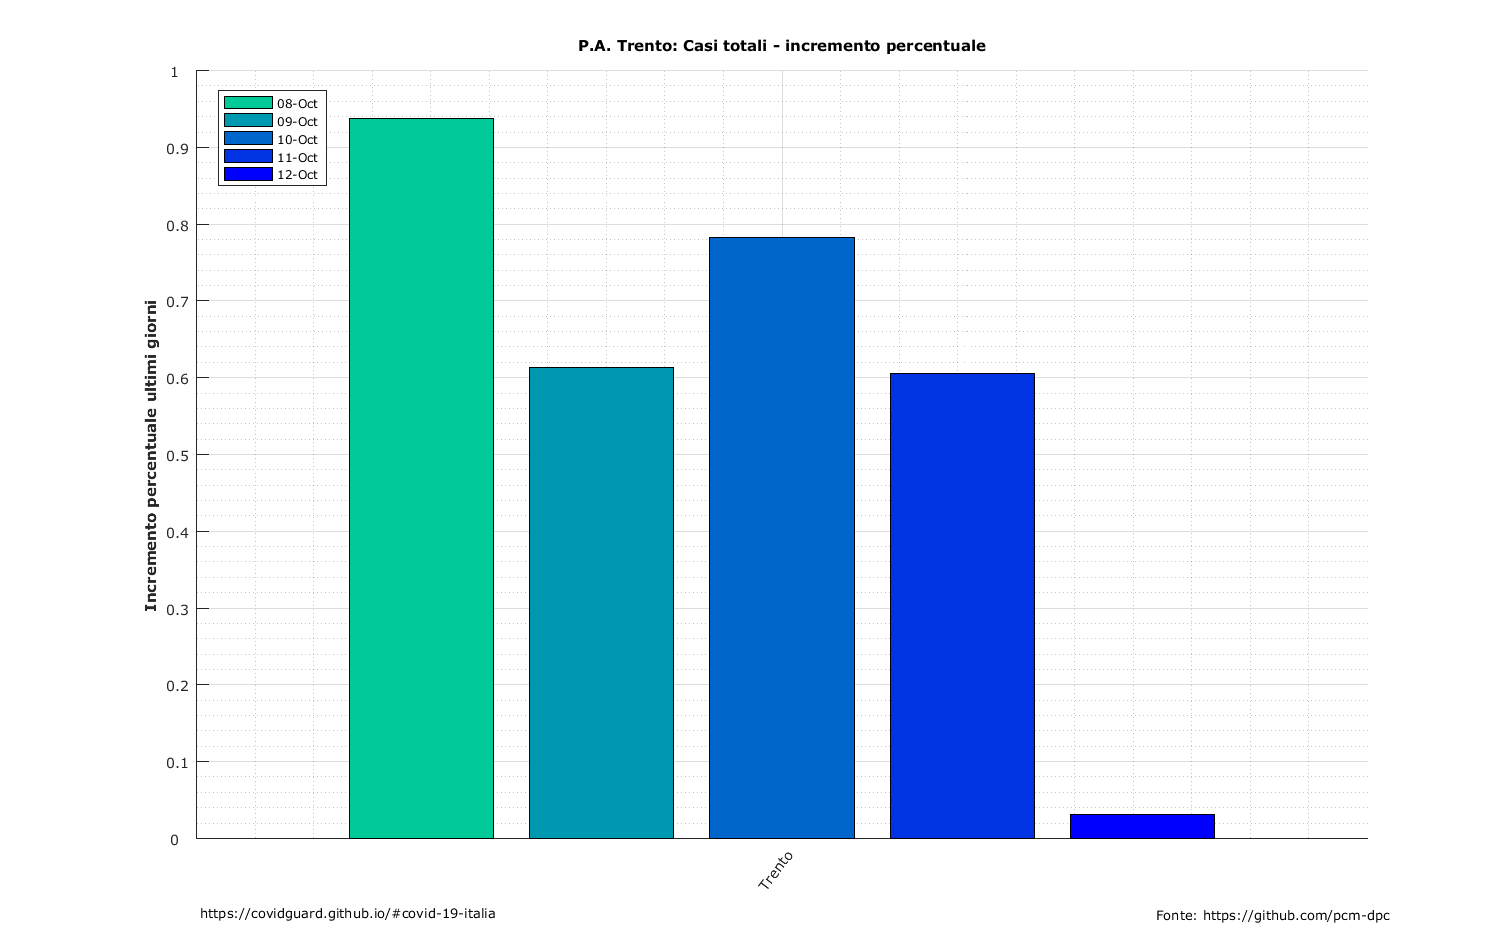 P.A. Trento: Casi totali - incremento percentuale
1
0.9
0.8
0.7
0.6
0.5
0.4
0.3
0.2
0.1
0
Incremento percentuale ultimi giorni
08-Oct
09-Oct
10-Oct
11-Oct
12-Oct
Trento
https://covidguard.github.io/#covid-19-italia
Fonte: https://github.com/pcm-dpc